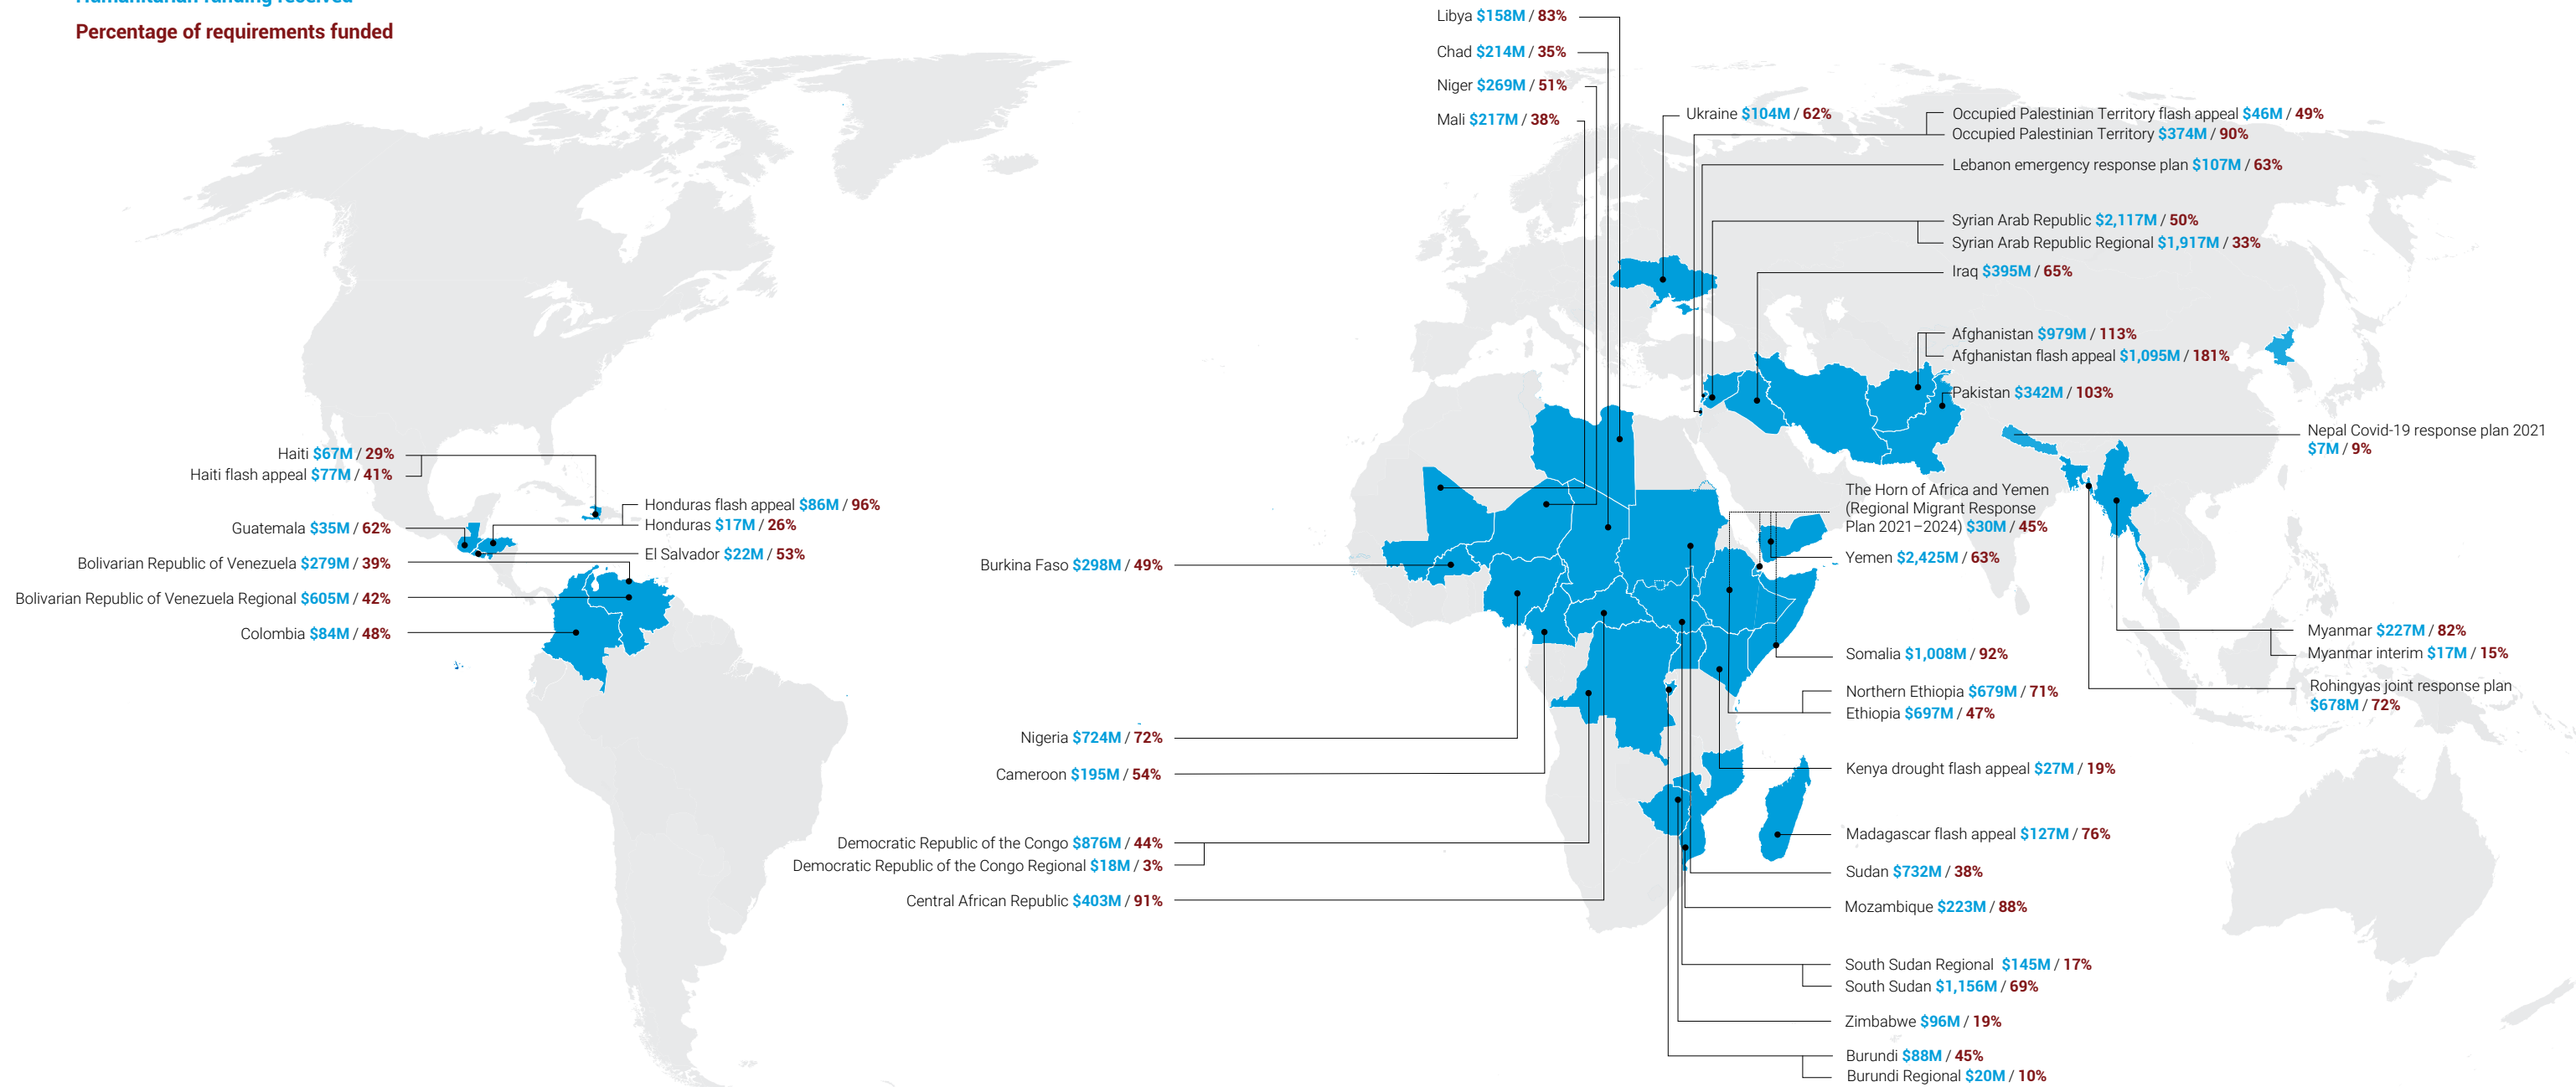 Humanitarian funding received
Percentage of requirements funded
Libya $158M / 83%
Chad $214M / 35%
Niger $269M / 51%
Mali $217M / 38%
Ukraine $104M / 62%
Occupied Palestinian Territory flash appeal $46M / 49%
Occupied Palestinian Territory $374M / 90%
Lebanon emergency response plan $107M / 63%
Syrian Arab Republic $2,117M / 50%
Syrian Arab Republic Regional $1,917M / 33%
Iraq $395M / 65%
Afghanistan $979M / 113%
Afghanistan flash appeal $1,095M / 181%
Pakistan $342M / 103%
Nepal Covid-19 response plan 2021
$7M / 9%
Haiti $67M / 29%
Haiti flash appeal $77M / 41%
Honduras flash appeal $86M / 96%
Honduras $17M / 26%
Guatemala $35M / 62%
El Salvador $22M / 53%
Bolivarian Republic of Venezuela $279M / 39%
Bolivarian Republic of Venezuela Regional $605M / 42%
Colombia $84M / 48%
Burkina Faso $298M / 49%
The Horn of Africa and Yemen
(Regional Migrant Response
Plan 2021–2024) $30M / 45%
Yemen $2,425M / 63%
Myanmar $227M / 82%
Myanmar interim $17M / 15%
Rohingyas joint response plan
$678M / 72%
Somalia $1,008M / 92%
Northern Ethiopia $679M / 71%
Ethiopia $697M / 47%
Nigeria $724M / 72%
Cameroon $195M / 54%
Kenya drought flash appeal $27M / 19%
Madagascar flash appeal $127M / 76%
Democratic Republic of the Congo $876M / 44%
Democratic Republic of the Congo Regional $18M / 3%
Central African Republic $403M / 91%
Sudan $732M / 38%
Mozambique $223M / 88%
South Sudan Regional $145M / 17%
South Sudan $1,156M / 69%
Zimbabwe $96M / 19%
Burundi $88M / 45%
Burundi Regional $20M / 10%